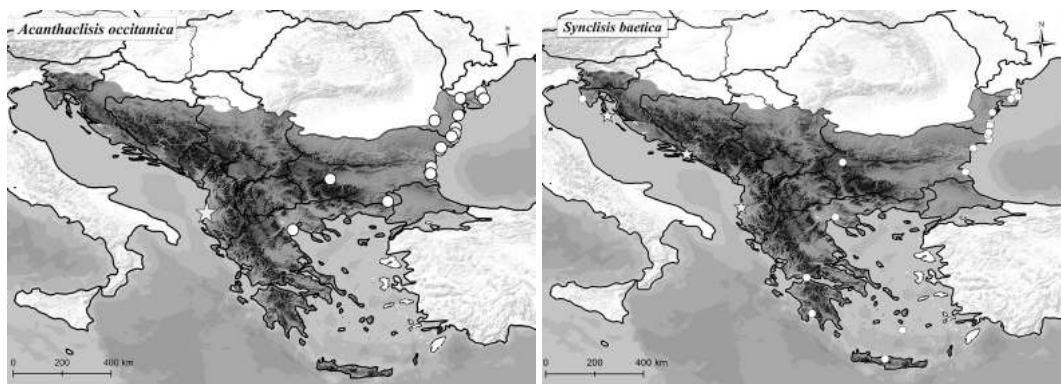 Acanthaclisis occitanica
N
0 200 400 km
Synclisis baetica
N
0 200 400 km